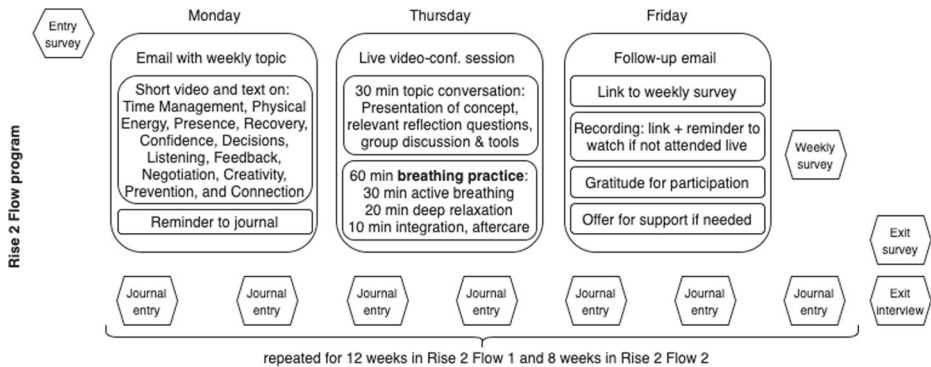 Monday
Thursday
Friday
Entry
survey
Email with weekly topic
Short video and text on:
Time Management, Physical
Energy, Presence, Recovery,
Confidence, Decisions,
Listening, Feedback,
Negotiation, Creativity,
Prevention, and Connection
Reminder to journal
Live video-conf. session
30 min topic conversation:
Presentation of concept,
relevant reflection questions,
group discussion & tools
60 min breathing practice:
30 min active breathing
20 min deep relaxation
10 min integration, aftercare
Follow-up email
Link to weekly survey
Recording: link + reminder to
watch if not attended live
Gratitude for participation
Offer for support if needed
Weekly
survey
Rise 2 Flow program
Exit
survey
Journal
entry
Journal
entry
Journal
entry
Journal
entry
Journal
entry
Journal
entry
Journal
entry
Exit
interview
repeated for 12 weeks in Rise 2 Flow 1 and 8 weeks in Rise 2 Flow 2